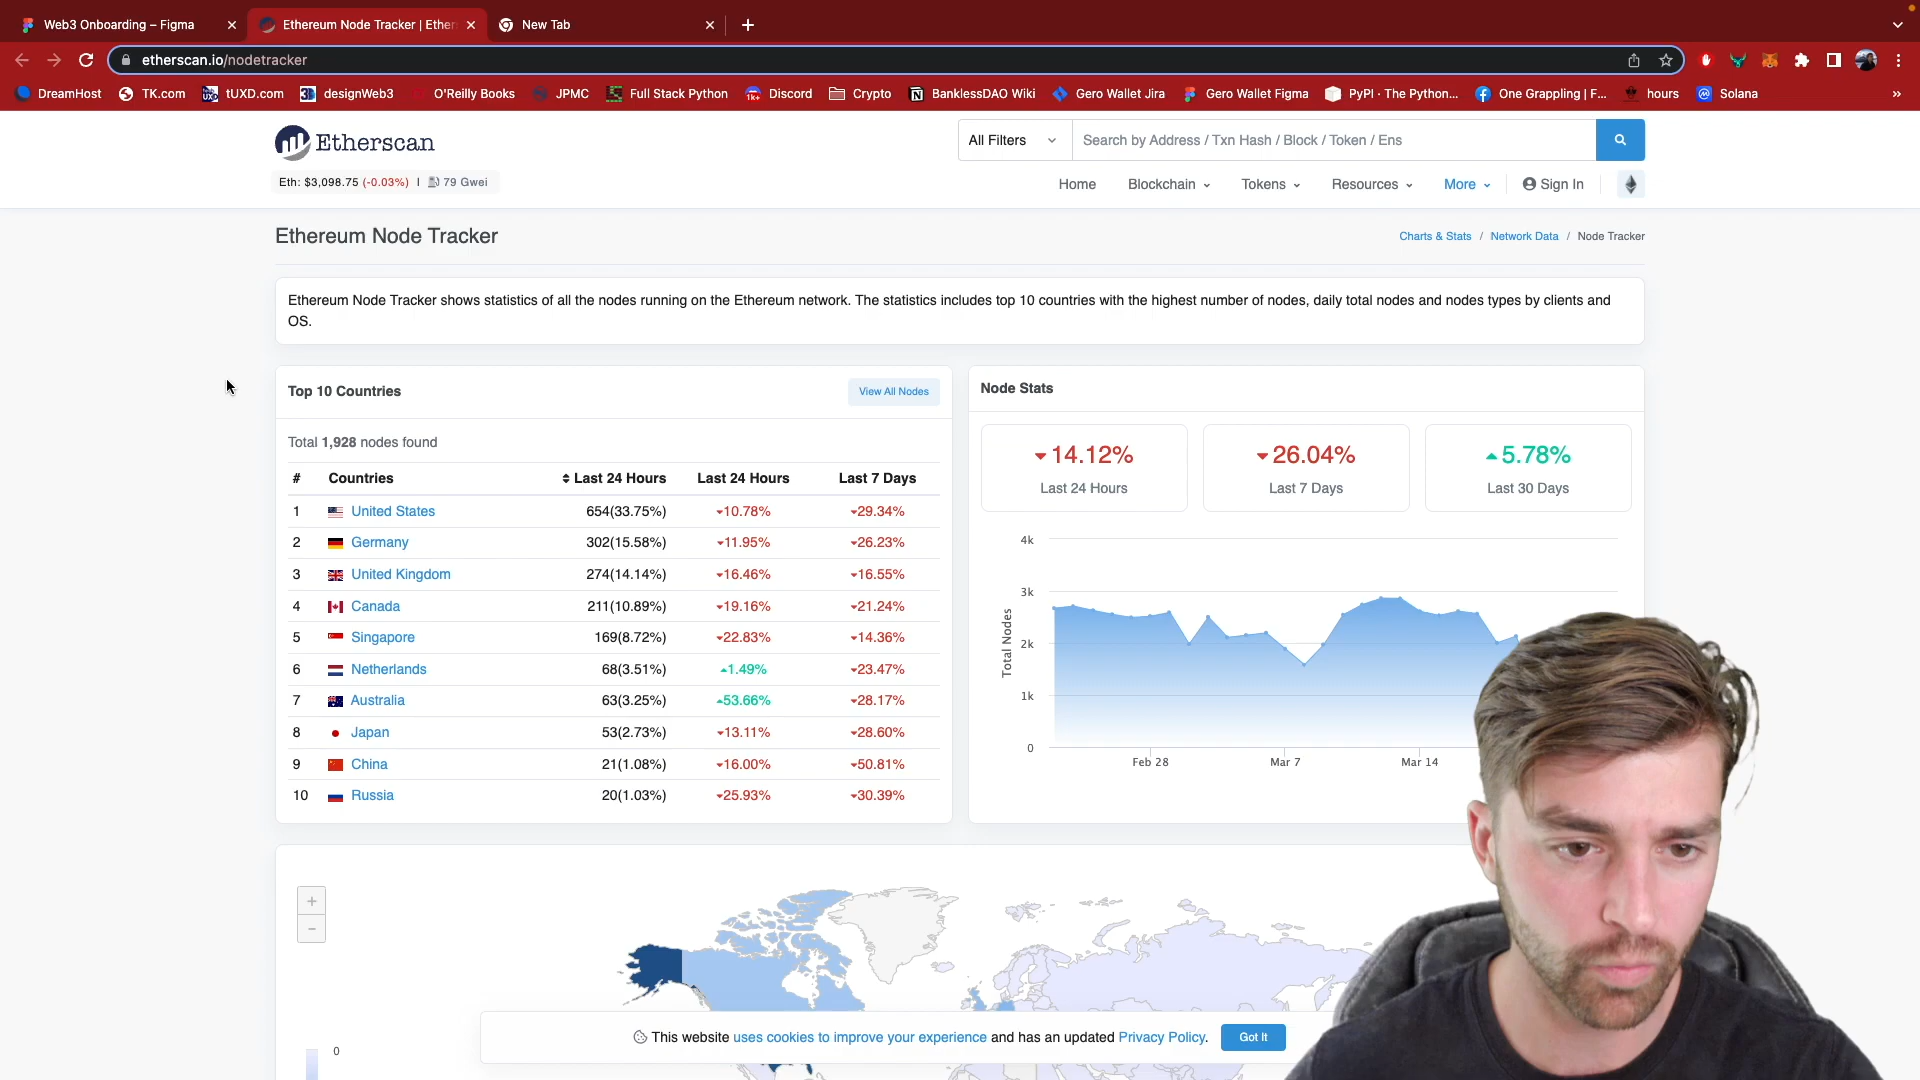 Web3 Onboarding – Figma
Ethereum Node Tracker | Ether
New Tab
etherscan.io/nodetracker
DreamHost
TK.com
tUXD.com
designWeb3
O'Reilly Books
JPMC
Full Stack Python
Discord
Crypto
BanklessDAO Wiki
Gero Wallet Jira
Gero Wallet Figma
PyPI · The Python...
One Grappling | F...
hours
Solana
»
Etherscan
All Filters
Search by Address / Txn Hash / Block / Token / Ens
Eth: $3,098.75 (-0.03%) | 79 Gwei
Home Blockchain Tokens Resources More Sign In
Ethereum Node Tracker
Charts & Stats / Network Data / Node Tracker
Ethereum Node Tracker shows statistics of all the nodes running on the Ethereum network. The statistics includes top 10 countries with the highest number of nodes, daily total nodes and nodes types by clients and
OS.
Top 10 Countries
View All Nodes
Total 1,928 nodes found
# Countries Last 24 Hours Last 24 Hours Last 7 Days
1 United States 654(33.75%) 10.78% 29.34%
2 Germany 302(15.58%) 11.95% 26.23%
3 United Kingdom 274(14.14%) 16.46% 16.55%
4 Canada 211(10.89%) 19.16% 21.24%
5 Singapore 169(8.72%) 22.83% 14.36%
6 Netherlands 68(3.51%) 1.49% 23.47%
7 Australia 63(3.25%) 53.66% 28.17%
8 Japan 53(2.73%) 13.11% 28.60%
9 China 21(1.08%) 16.00% 50.81%
10 Russia 20(1.03%) 25.93% 30.39%
Node Stats
14.12%
Last 24 Hours
26.04%
Last 7 Days
5.78%
Last 30 Days
Total Nodes
4k
3k
2k
1k
0
Feb 28
Mar 7
Mar 14
+
−
0
This website uses cookies to improve your experience and has an updated Privacy Policy.
Got It